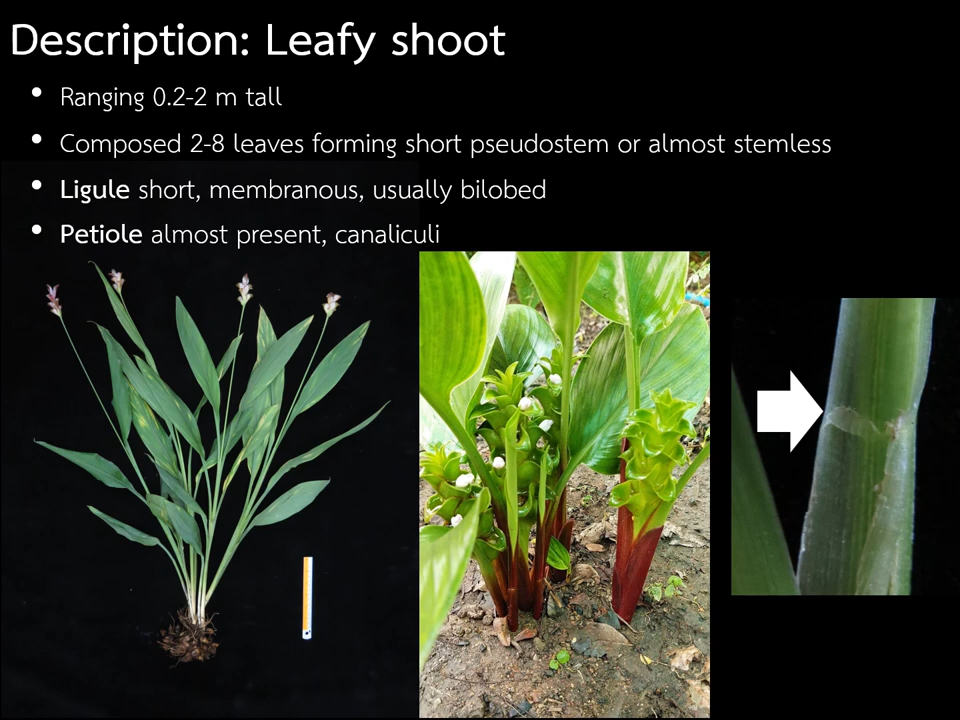 Description: Leafy shoot
• Ranging 0.2-2 m tall
• Composed 2-8 leaves forming short pseudostem or almost stemless
• Ligule short, membranous, usually bilobed
• Petiole almost present, canaliculi